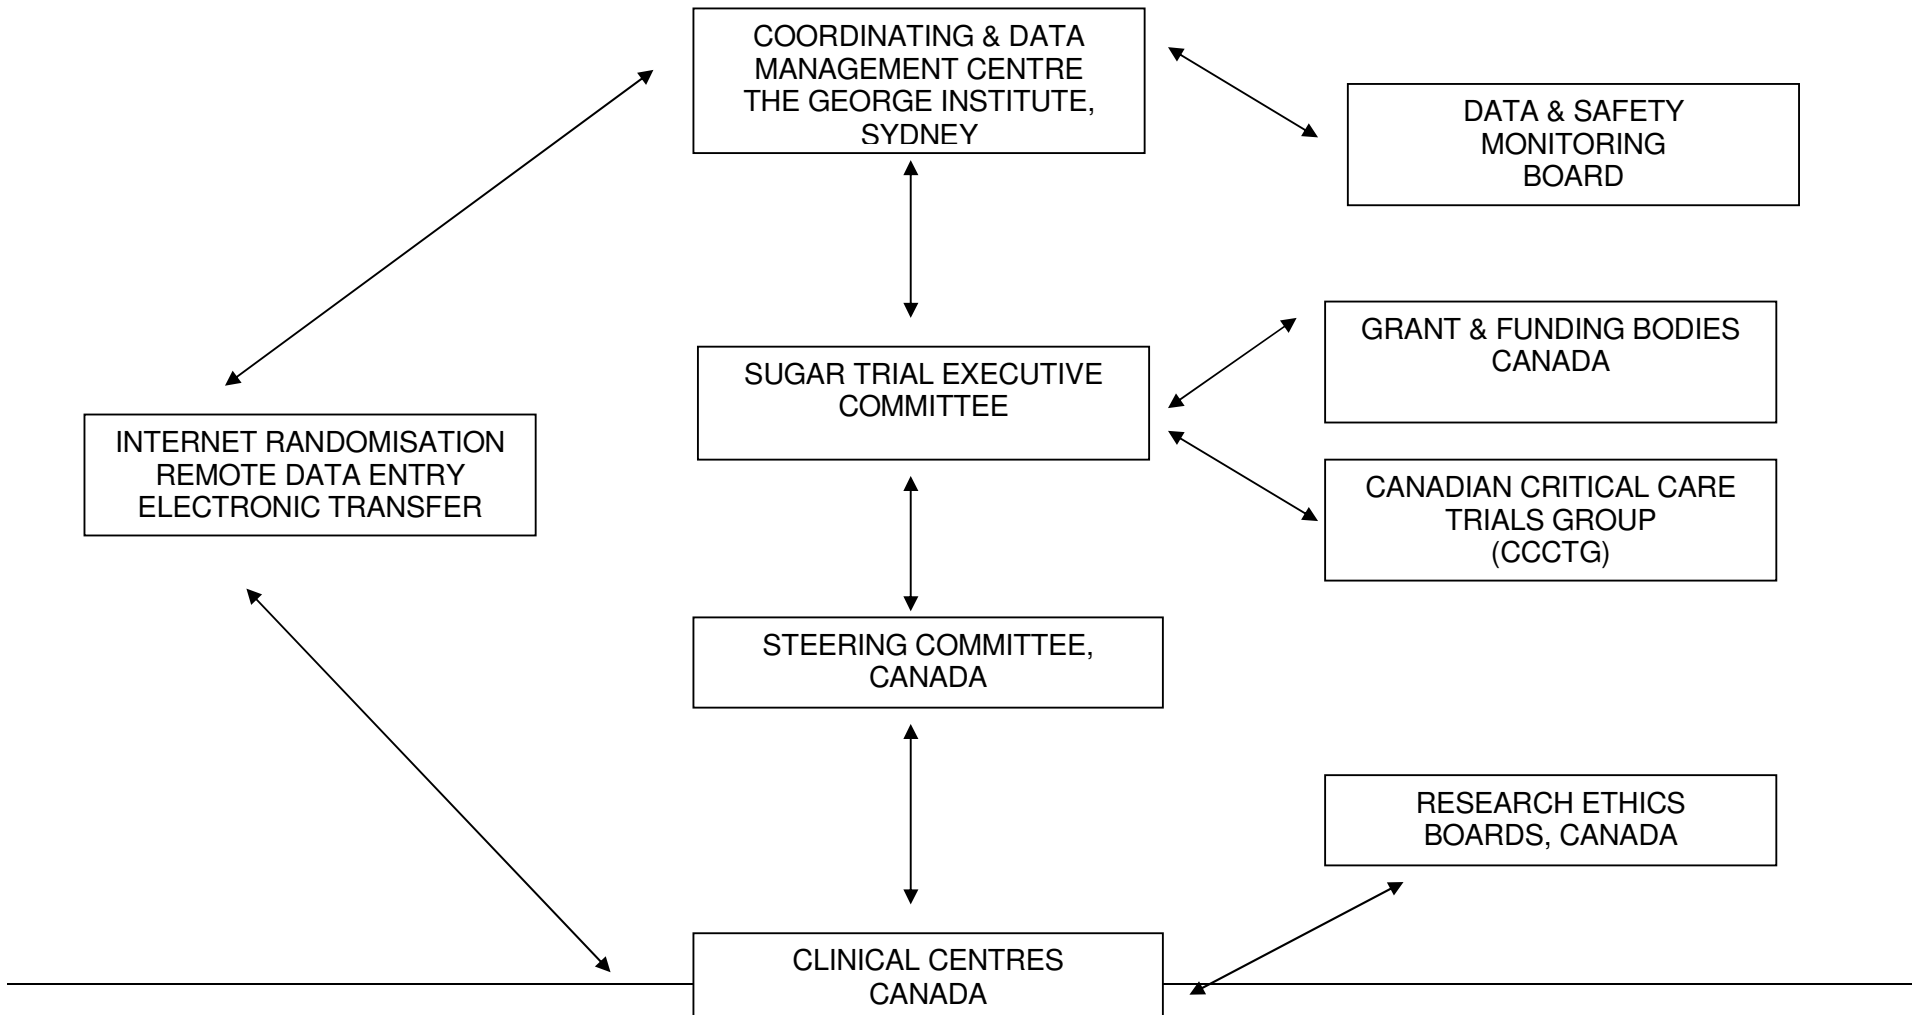 COORDINATING & DATA
MANAGEMENT CENTRE
THE GEORGE INSTITUTE,
SYDNEY
DATA & SAFETY
MONITORING
BOARD
GRANT & FUNDING BODIES
CANADA
SUGAR TRIAL EXECUTIVE
COMMITTEE
INTERNET RANDOMISATION
REMOTE DATA ENTRY
ELECTRONIC TRANSFER
CANADIAN CRITICAL CARE
TRIALS GROUP
(CCCTG)
STEERING COMMITTEE,
CANADA
RESEARCH ETHICS
BOARDS, CANADA
CLINICAL CENTRES
CANADA